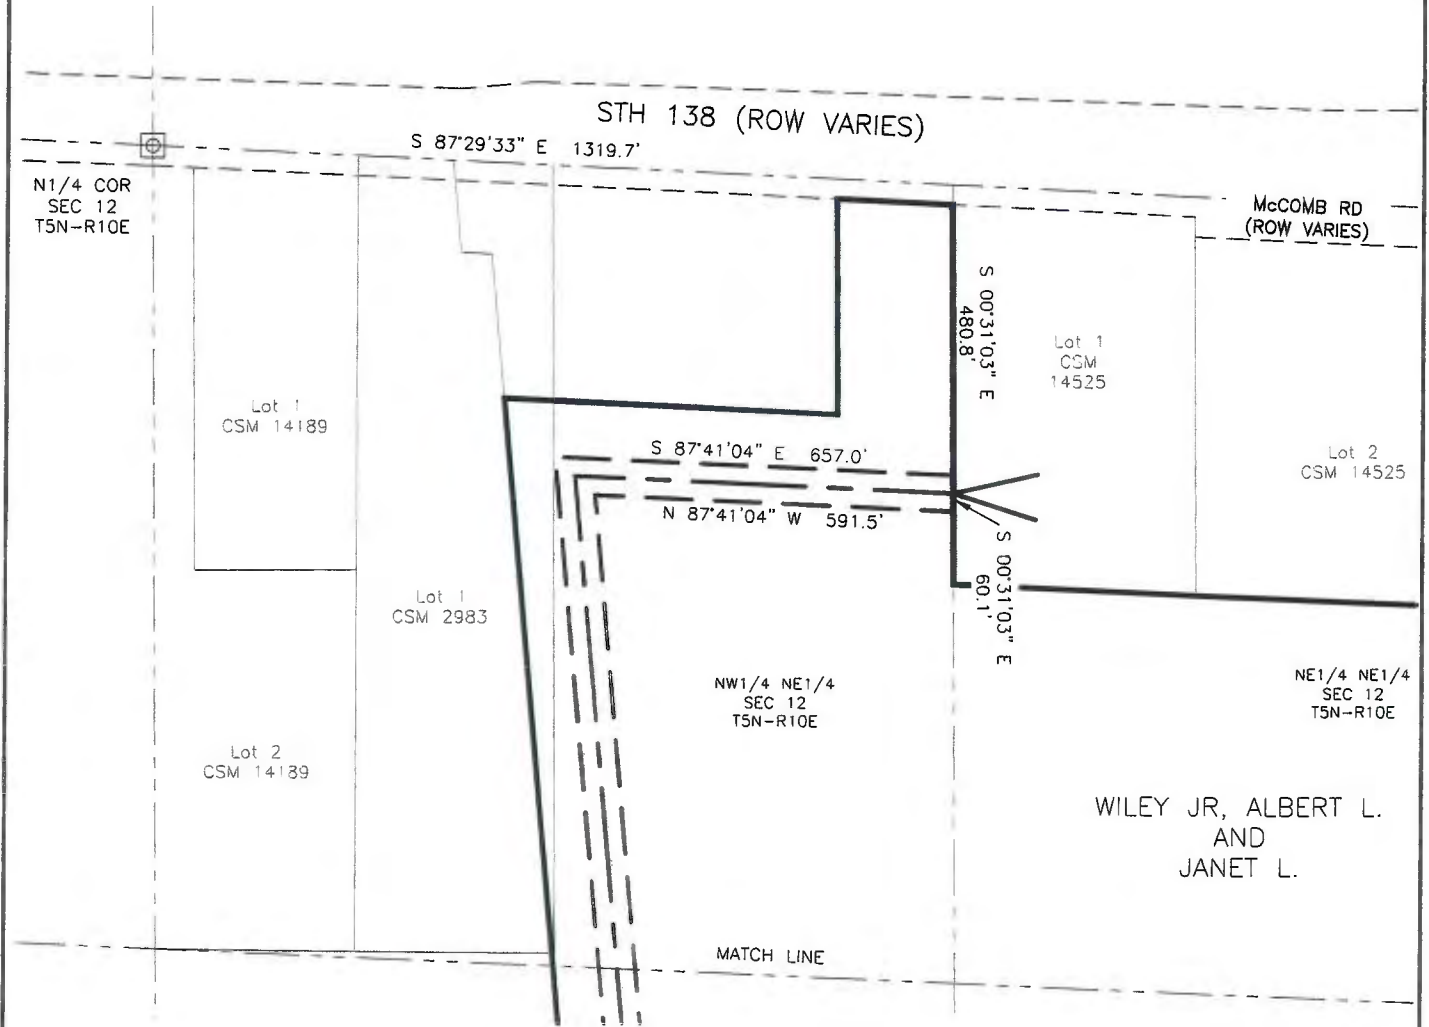 STH 138 (ROW VARIES)
S 87°29'33" E 1319.7'
N1/4 COR
SEC 12
T5N-R10E
McCOMB RD
(ROW VARIES)
S 00°31'03" E
480.8'
Lot 1
CSM
14525
Lot 1
CSM 14189
Lot 2
CSM 14525
S 87°41'04" E 657.0'
N 87°41'04" W 591.5'
S 00°31'03" E
60.1'
Lot 1
CSM 2983
NW1/4 NE1/4
SEC 12
T5N-R10E
NE1/4 NE1/4
SEC 12
T5N-R10E
Lot 2
CSM 14189
WILEY JR, ALBERT L.
AND
JANET L.
MATCH LINE